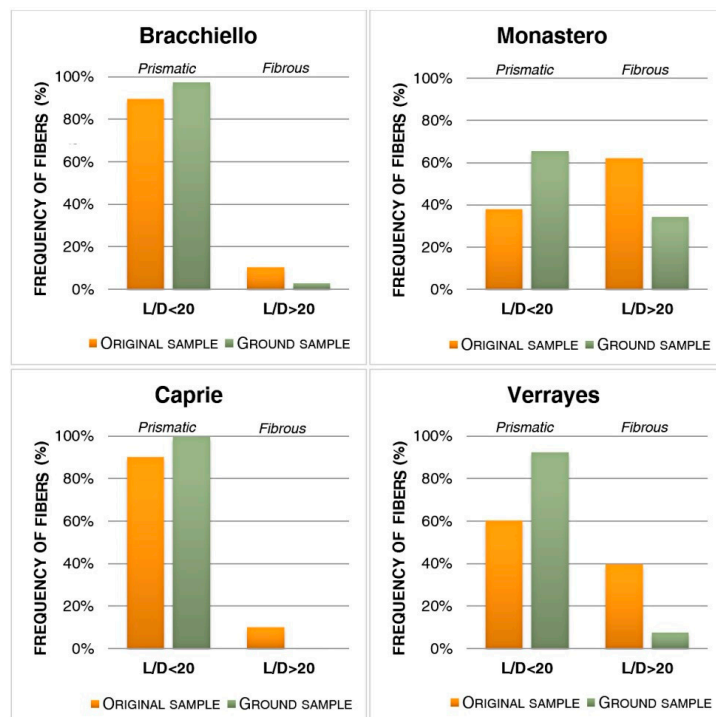 Bracchiello
Prismatic Fibrous
FREQUENCY OF FIBERS (%)
100%
80%
60%
40%
20%
0%
L/D<20 L/D>20
ORIGINAL SAMPLE GROUND SAMPLE
Monastero
Prismatic Fibrous
FREQUENCY OF FIBERS (%)
100%
80%
60%
40%
20%
0%
L/D<20 L/D>20
ORIGINAL SAMPLE GROUND SAMPLE
Caprie
Prismatic Fibrous
FREQUENCY OF FIBERS (%)
100%
80%
60%
40%
20%
0%
L/D<20 L/D>20
ORIGINAL SAMPLE GROUND SAMPLE
Verrayes
Prismatic Fibrous
FREQUENCY OF FIBERS (%)
100%
80%
60%
40%
20%
0%
L/D<20 L/D>20
ORIGINAL SAMPLE GROUND SAMPLE